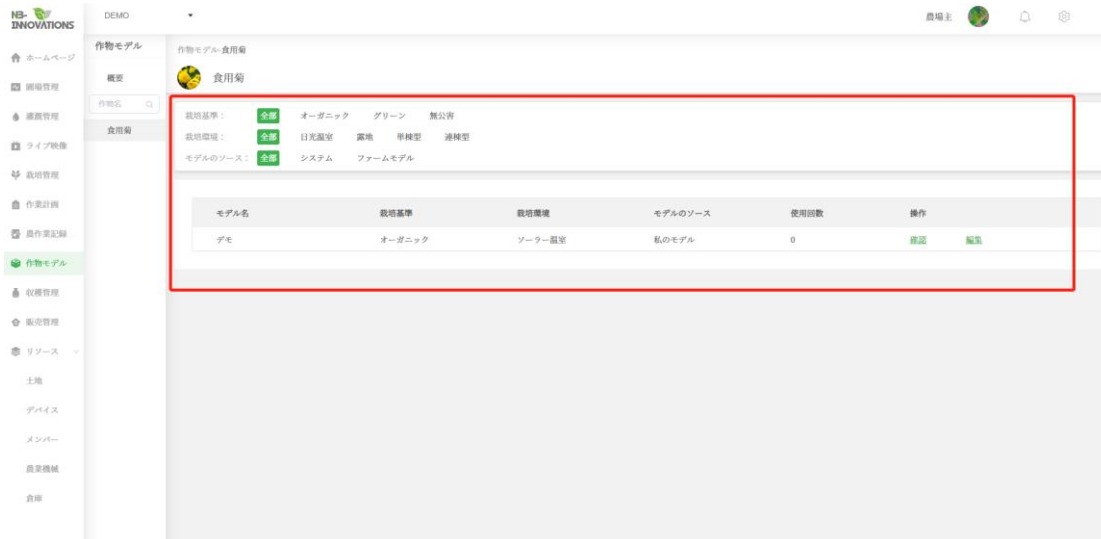 NB-
INNOVATIONS
DEMO
農場主
ホームページ
圃場管理
灌漑管理
ライブ映像
栽培管理
作業計画
農作業記録
作物モデル
収穫管理
販売管理
リソース
土地
デバイス
メンバー
農業機械
倉庫
作物モデル
概要
作物名
食用菊
作物モデル-食用菊
食用菊
栽培基準: 全部 オーガニック グリーン 無公害
栽培環境: 全部 日光温室 露地 単棟型 連棟型
モデルのソース: 全部 システム ファームモデル
モデル名 栽培基準 栽培環境 モデルのソース 使用回数 操作
デモ オーガニック ソーラー温室 私のモデル 0 確認 編集